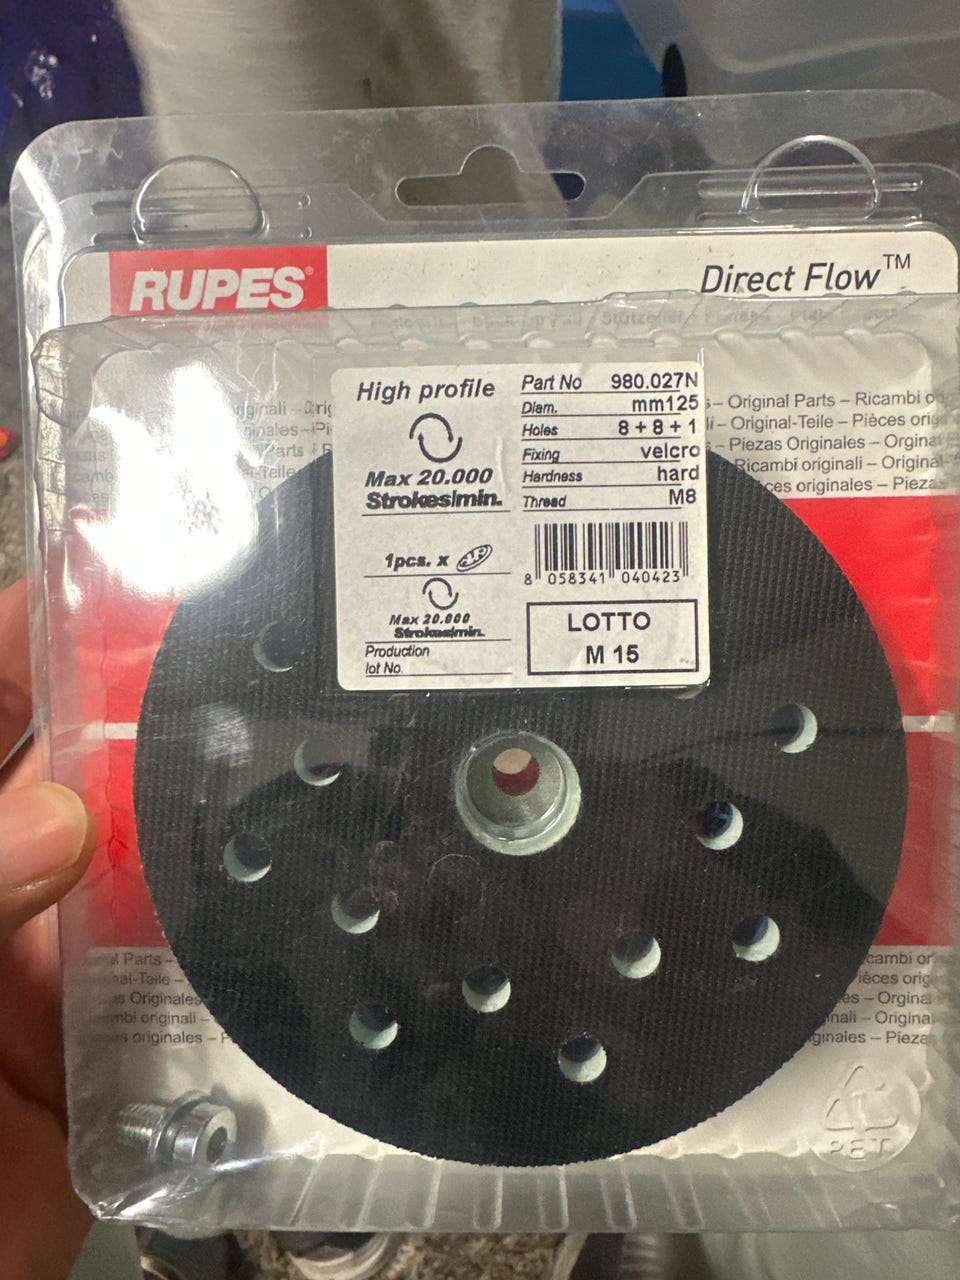 RUPES®
Direct Flow™
High profile
Max 20.000
Strokes/min.
1pcs. x
Max 20.000
Strokes/min.
Production
lot No.
Part No 980.027N
Diam. mm125
Holes 8 + 8 + 1
Fixing velcro
Hardness hard
Thread M8
8 058341 040423
LOTTO
M 15
– Original Parts – Ricambi
– Original-Teile – Pièces
– Piezas Originales –
Ricambi originali – Original-
originales – Piezas
Parts –
Originales
originali –
originales –
PET